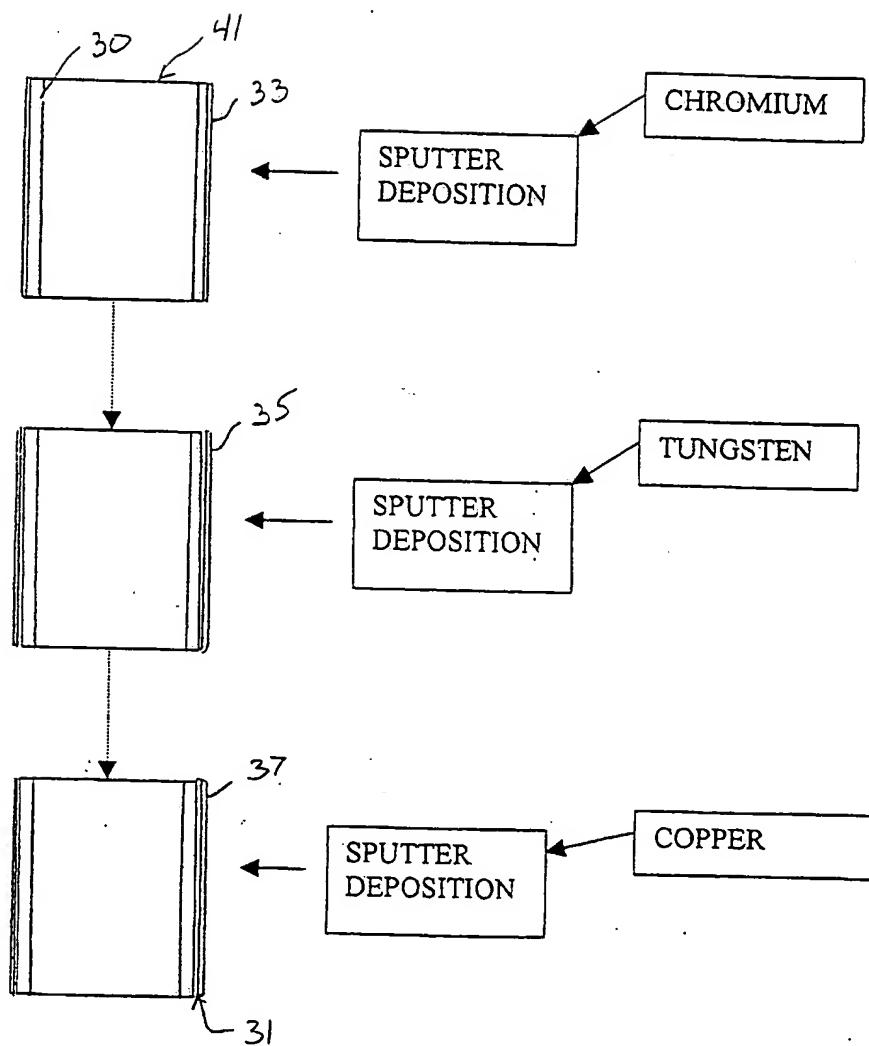 30
41
33
CHROMIUM
SPUTTER
DEPOSITION
35
TUNGSTEN
SPUTTER
DEPOSITION
37
COPPER
SPUTTER
DEPOSITION
31